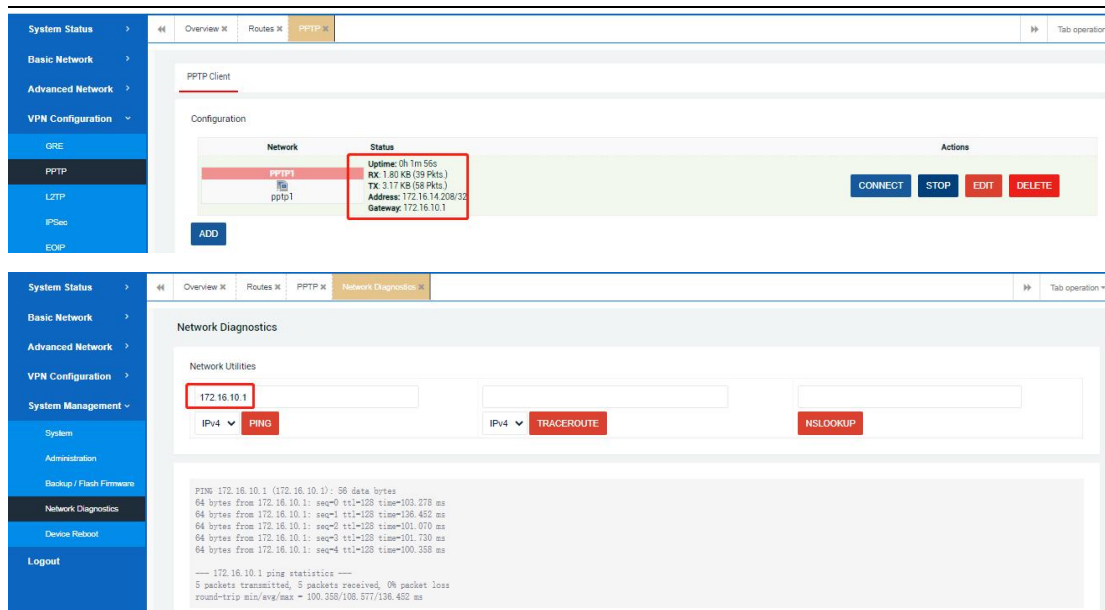 System Status
Overview Routes PPTP
Tab operation
Basic Network
Advanced Network
PPTP Client
VPN Configuration
Configuration
GRE
PPTP
L2TP
IPSec
EOIP
Network Status Actions
PPTP1
pptp1
Uptime: 0h 1m 56s
RX: 1.80 KB (39 Pkts.)
TX: 3.17 KB (58 Pkts.)
Address: 172.16.14.208/32
Gateway: 172.16.10.1
CONNECT STOP EDIT DELETE
ADD
System Status
Overview Routes PPTP Network Diagnostics
Tab operation
Basic Network
Advanced Network
VPN Configuration
System Management
System
Administration
Backup / Flash Firmware
Network Diagnostics
Device Reboot
Logout
Network Diagnostics
Network Utilities
172.16.10.1
IPv4 PING IPv4 TRACEROUTE NSLOOKUP
PING 172.16.10.1 (172.16.10.1): 56 data bytes
64 bytes from 172.16.10.1: seq=0 ttl=128 time=103.278 ms
64 bytes from 172.16.10.1: seq=1 ttl=128 time=136.452 ms
64 bytes from 172.16.10.1: seq=2 ttl=128 time=101.070 ms
64 bytes from 172.16.10.1: seq=3 ttl=128 time=101.730 ms
64 bytes from 172.16.10.1: seq=4 ttl=128 time=100.358 ms
--- 172.16.10.1 ping statistics ---
5 packets transmitted, 5 packets received, 0% packet loss
round-trip min/avg/max = 100.358/108.577/136.452 ms